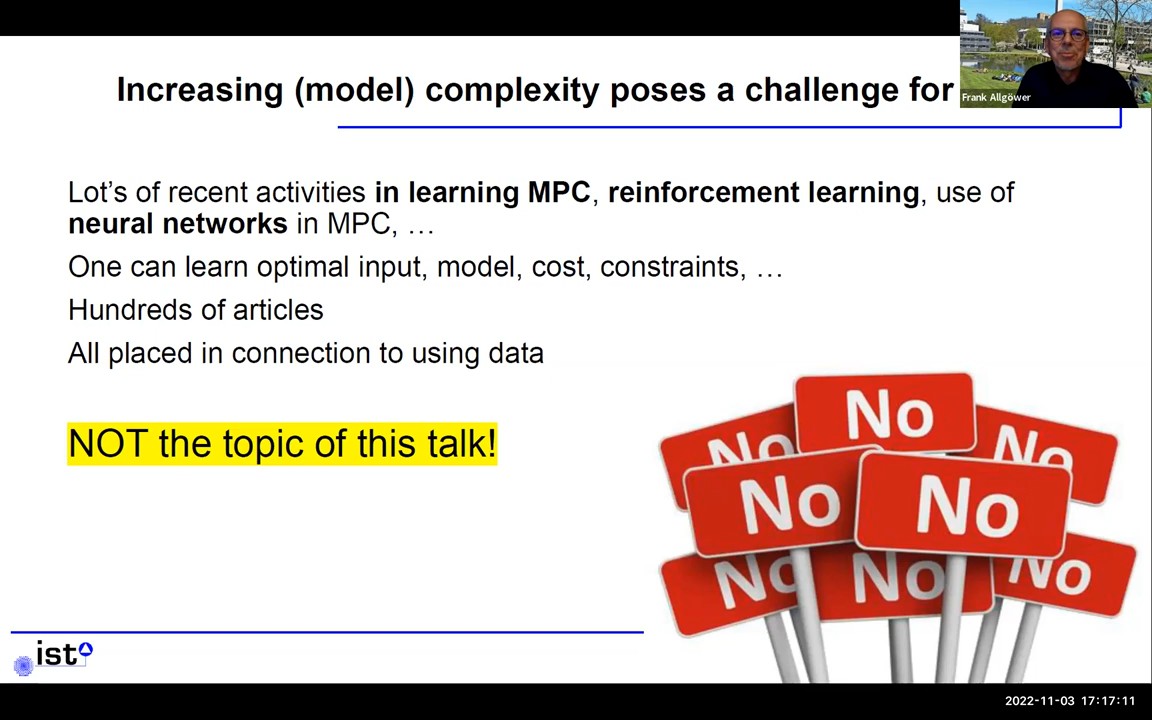 Increasing (model) complexity poses a challenge for
Frank Allgöwer
Lot's of recent activities in learning MPC, reinforcement learning, use of
neural networks in MPC, …
One can learn optimal input, model, cost, constraints, …
Hundreds of articles
All placed in connection to using data
NOT the topic of this talk!
No
No
No
No
No
No
No
No
ist
2022-11-03 17:17:11